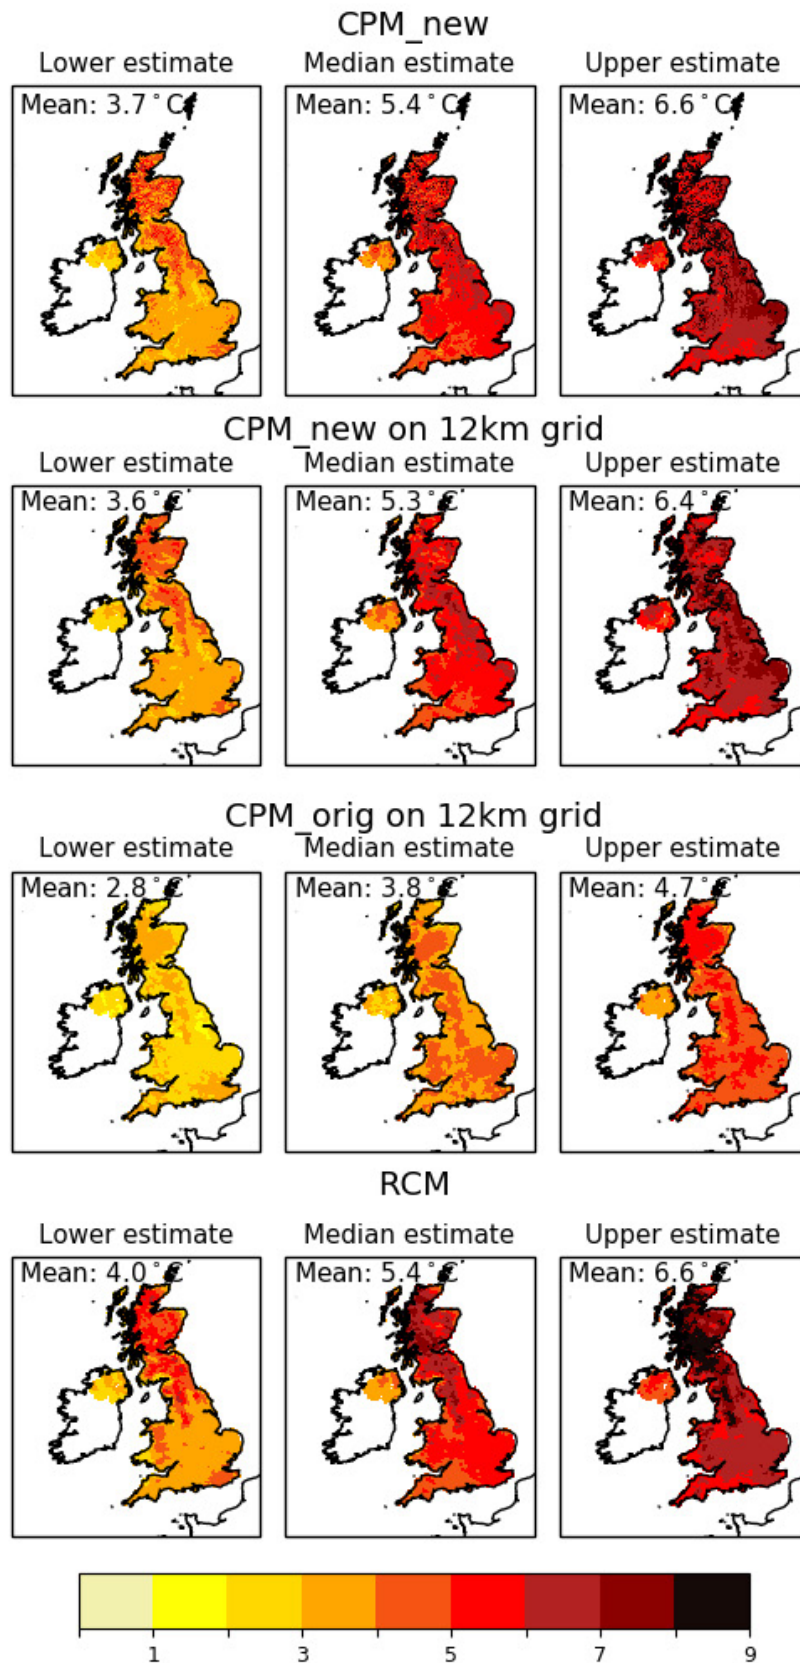 CPM_new
Lower estimate Median estimate Upper estimate
Mean: 3.7°C Mean: 5.4°C Mean: 6.6°C
CPM_new on 12km grid
Lower estimate Median estimate Upper estimate
Mean: 3.6°C Mean: 5.3°C Mean: 6.4°C
CPM_orig on 12km grid
Lower estimate Median estimate Upper estimate
Mean: 2.8°C Mean: 3.8°C Mean: 4.7°C
RCM
Lower estimate Median estimate Upper estimate
Mean: 4.0°C Mean: 5.4°C Mean: 6.6°C
1 3 5 7 9